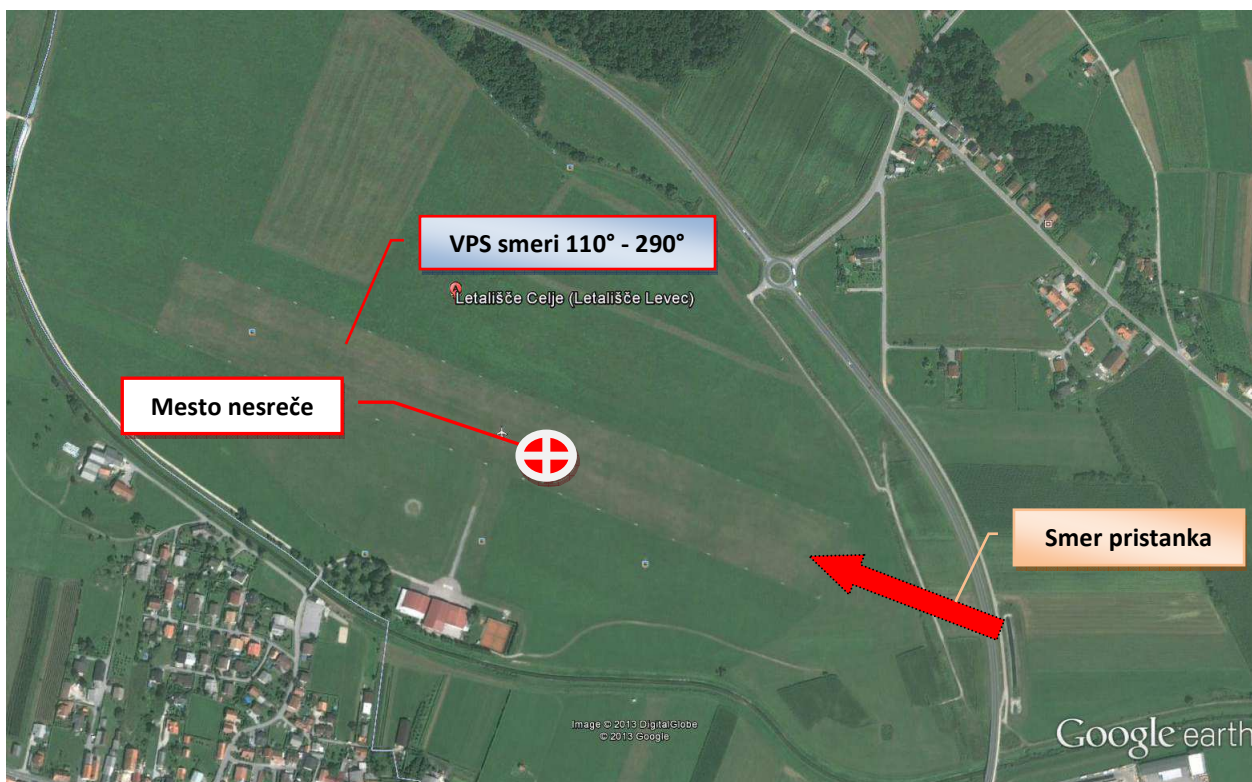 VPS smeri 110° - 290°
Letališče Celje (Letališče Levec)
Mesto nesreče
Smer pristanka
Image © 2013 DigitalGlobe
© 2013 Google
Google earth